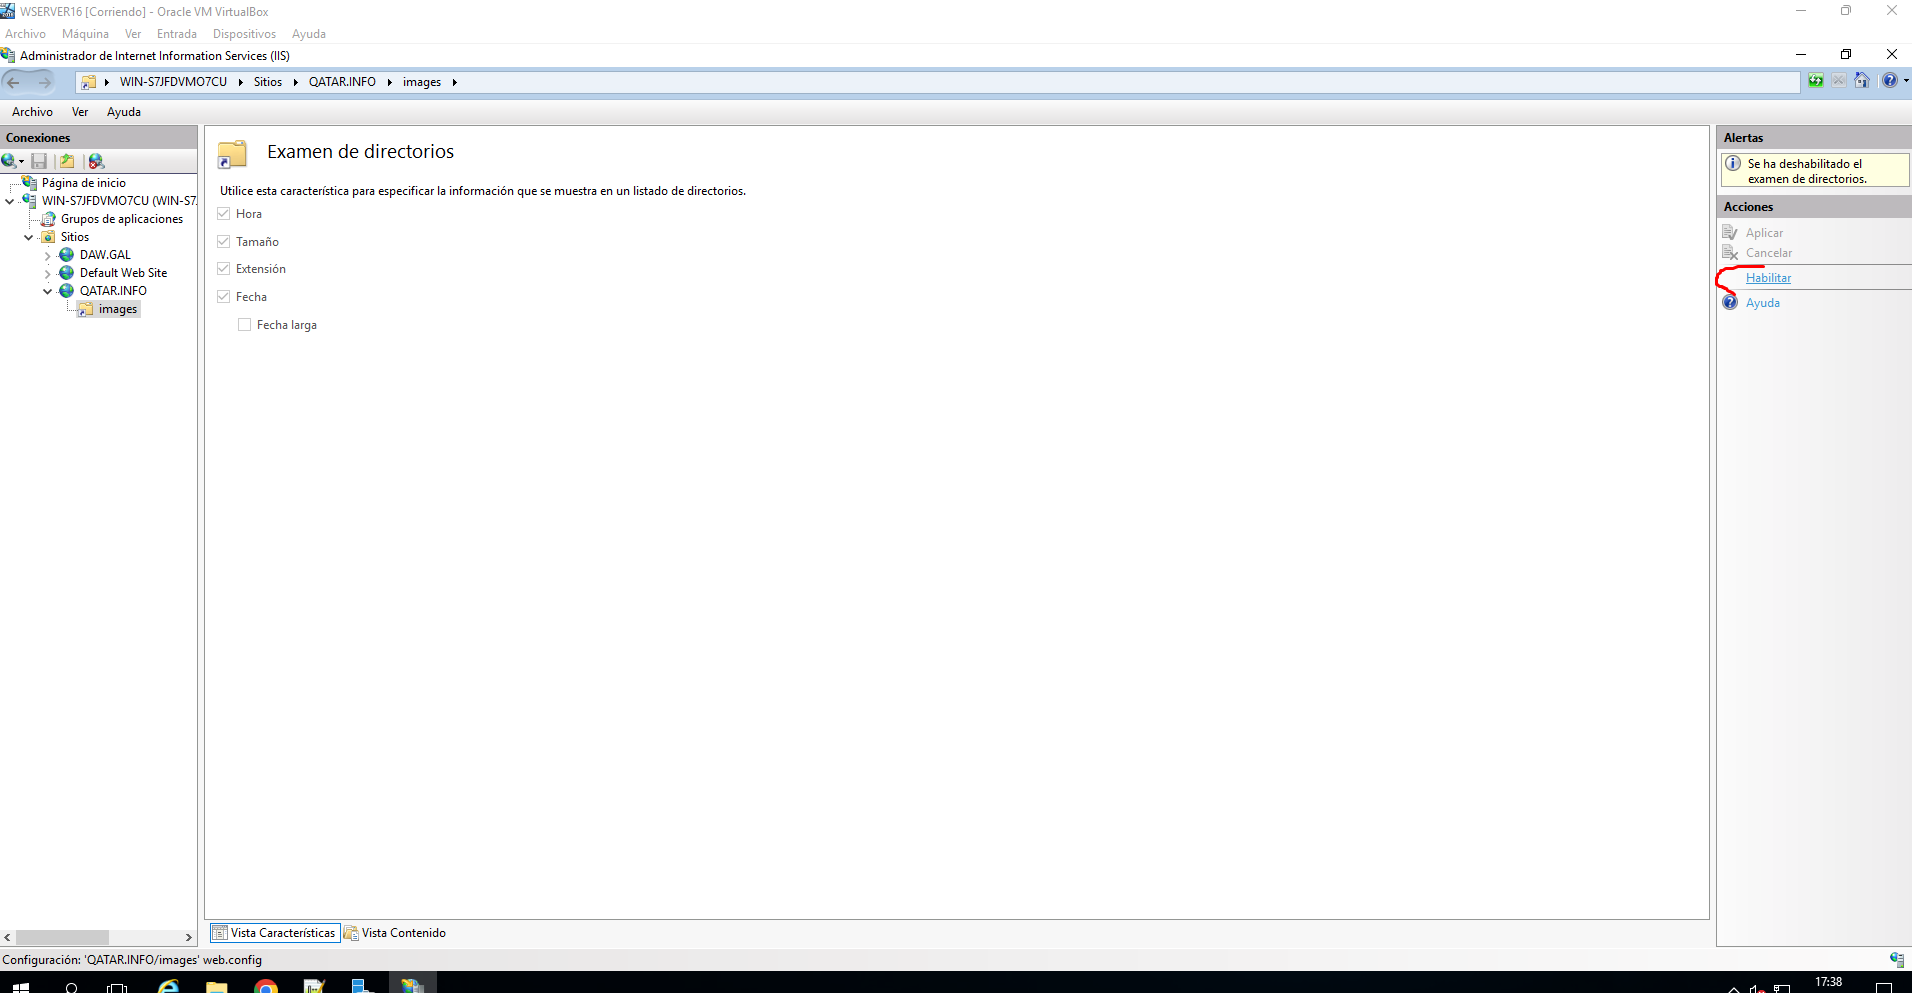 WSERVER16 [Corriendo] - Oracle VM VirtualBox
Archivo Máquina Ver Entrada Dispositivos Ayuda
Administrador de Internet Information Services (IIS)
WIN-S7JFDVMO7CU Sitios QATAR.INFO images
Archivo Ver Ayuda
Conexiones
Página de inicio
WIN-S7JFDVMO7CU (WIN-S7
Grupos de aplicaciones
Sitios
DAW.GAL
Default Web Site
QATAR.INFO
images
Examen de directorios
Utilice esta característica para especificar la información que se muestra en un listado de directorios.
Hora
Tamaño
Extensión
Fecha
Fecha larga
Vista Características Vista Contenido
Alertas
Se ha deshabilitado el
examen de directorios.
Acciones
Aplicar
Cancelar
Habilitar
Ayuda
Configuración: 'QATAR.INFO/images' web.config
17:38